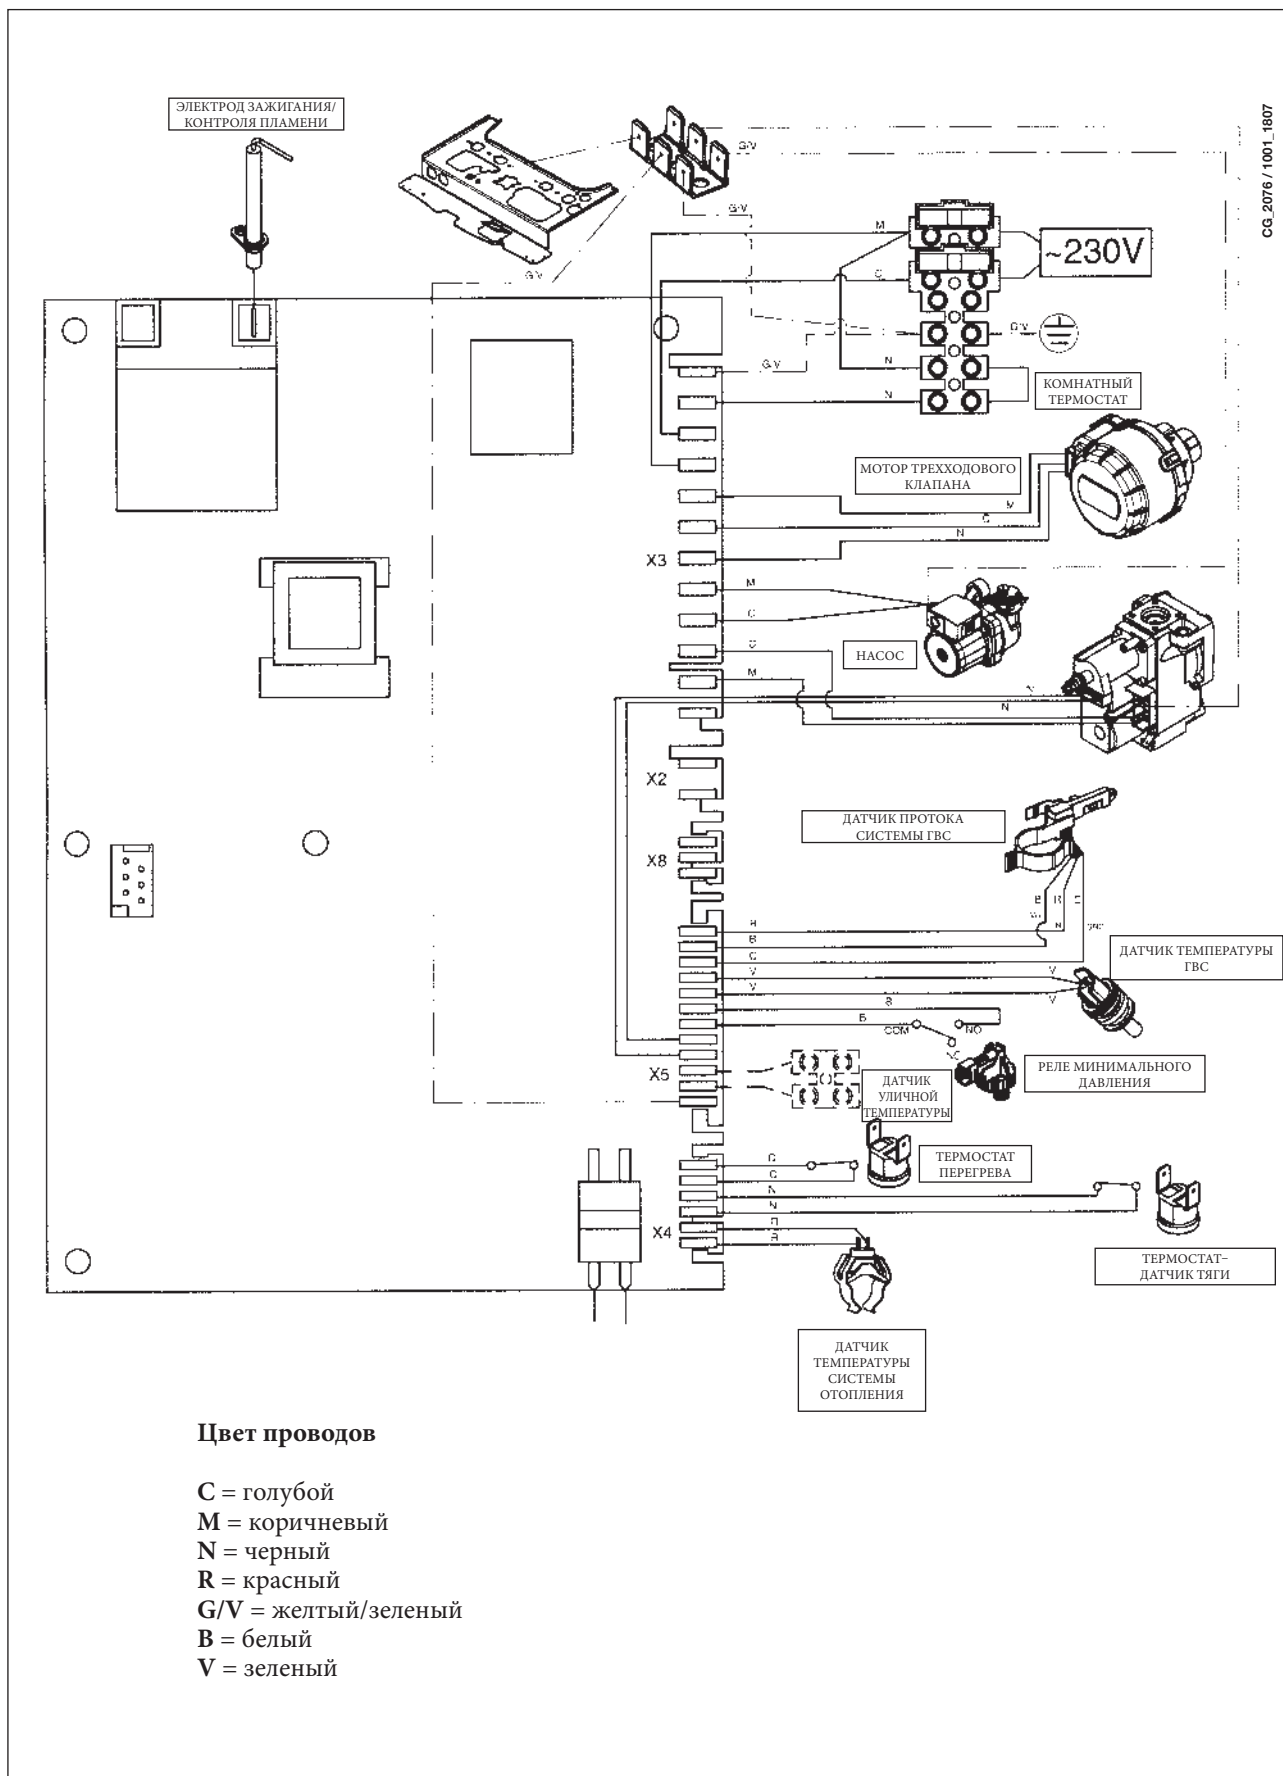 ЭЛЕКТРОД ЗАЖИГАНИЯ/
КОНТРОЛЯ ПЛАМЕНИ
CG_2076 / 1001_1807
G/V
G/V
G/V
M
C
~230V
G/V
G/V
N
N
КОМНАТНЫЙ
ТЕРМОСТАТ
МОТОР ТРЕХХОДОВОГО
КЛАПАНА
M
C
N
X3
M
C
НАСОС
M
N
N
X2
ДАТЧИК ПРОТОКА
СИСТЕМЫ ГВС
X8
B
R
B
N
C
V
V
V
V
ДАТЧИК ТЕМПЕРАТУРЫ
ГВС
B
B
COM
NO
РЕЛЕ МИНИМАЛЬНОГО
ДАВЛЕНИЯ
X5
ДАТЧИК
УЛИЧНОЙ
ТЕМПЕРАТУРЫ
C
C
ТЕРМОСТАТ
ПЕРЕГРЕВА
N
N
X4
R
ТЕРМОСТАТ–
ДАТЧИК ТЯГИ
ДАТЧИК
ТЕМПЕРАТУРЫ
СИСТЕМЫ
ОТОПЛЕНИЯ
Цвет проводов
C = голубой
M = коричневый
N = черный
R = красный
G/V = желтый/зеленый
B = белый
V = зеленый